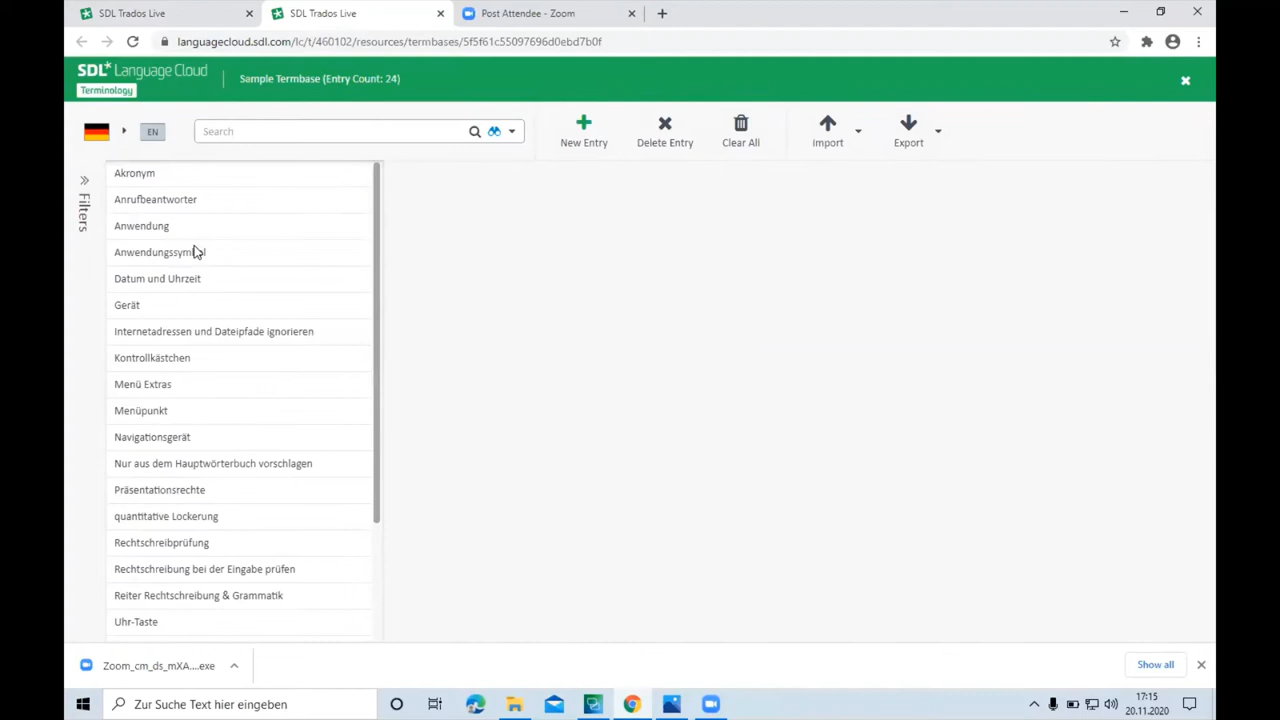 SDL Trados Live
SDL Trados Live
Post Attendee - Zoom
languagecloud.sdl.com/lc/t/460102/resources/termbases/5f5f61c55097696d0ebd7b0f
SDL* Language Cloud
Terminology
Sample Termbase (Entry Count: 24)
EN
Search
New Entry
Delete Entry
Clear All
Import
Export
Filters
Akronym
Anrufbeantworter
Anwendung
Anwendungssymbol
Datum und Uhrzeit
Gerät
Internetadressen und Dateipfade ignorieren
Kontrollkästchen
Menü Extras
Menüpunkt
Navigationsgerät
Nur aus dem Hauptwörterbuch vorschlagen
Präsentationsrechte
quantitative Lockerung
Rechtschreibprüfung
Rechtschreibung bei der Eingabe prüfen
Reiter Rechtschreibung & Grammatik
Uhr-Taste
Zoom_cm_ds_mXA....exe
Show all
Zur Suche Text hier eingeben
17:15
20.11.2020